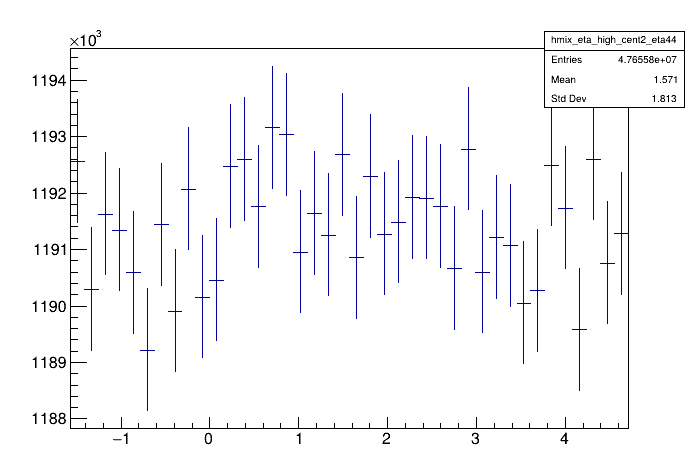 ×10³
hmix_eta_high_cent2_eta44
Entries 4.76558e+07
Mean 1.571
Std Dev 1.813
1194
1193
1192
1191
1190
1189
1188
−1 0 1 2 3 4